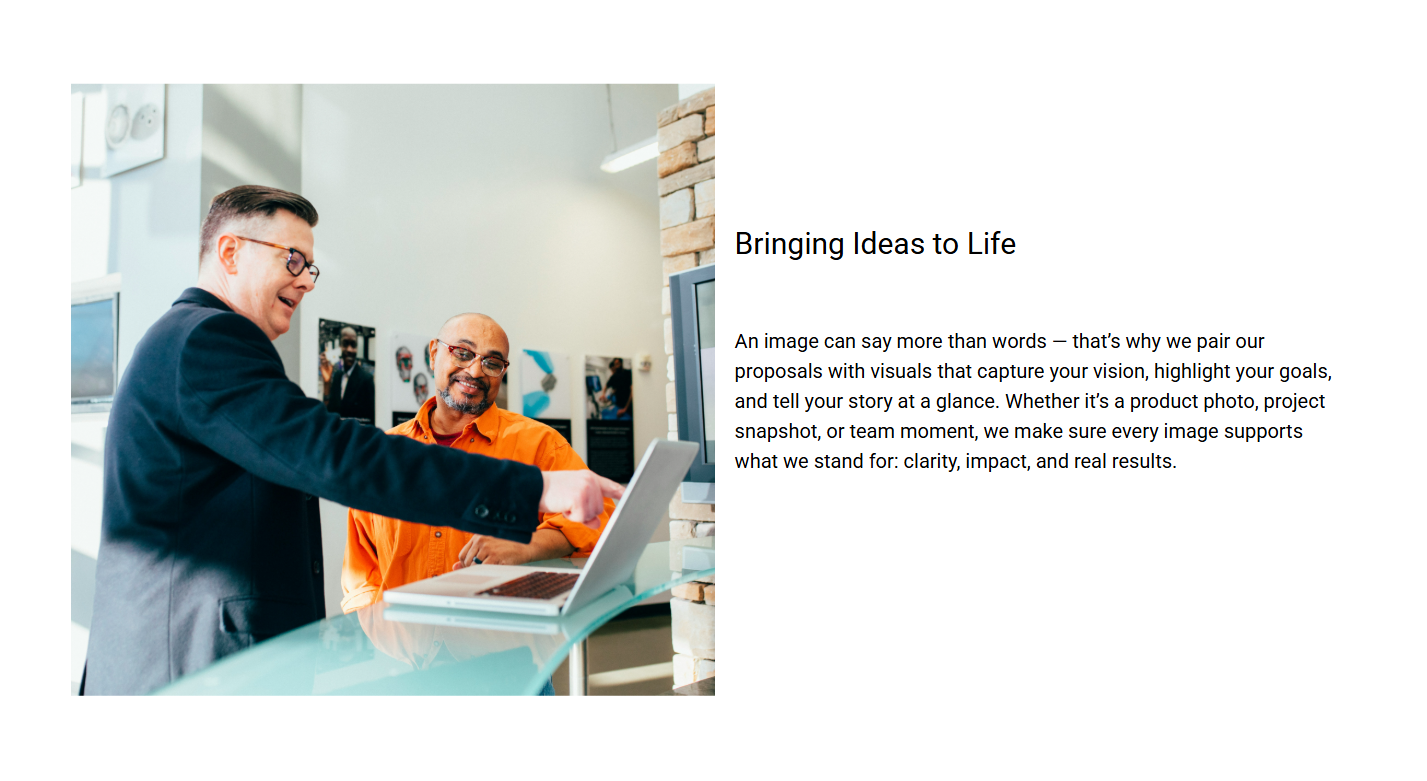 Bringing Ideas to Life
An image can say more than words — that’s why we pair our
proposals with visuals that capture your vision, highlight your goals,
and tell your story at a glance. Whether it’s a product photo, project
snapshot, or team moment, we make sure every image supports
what we stand for: clarity, impact, and real results.